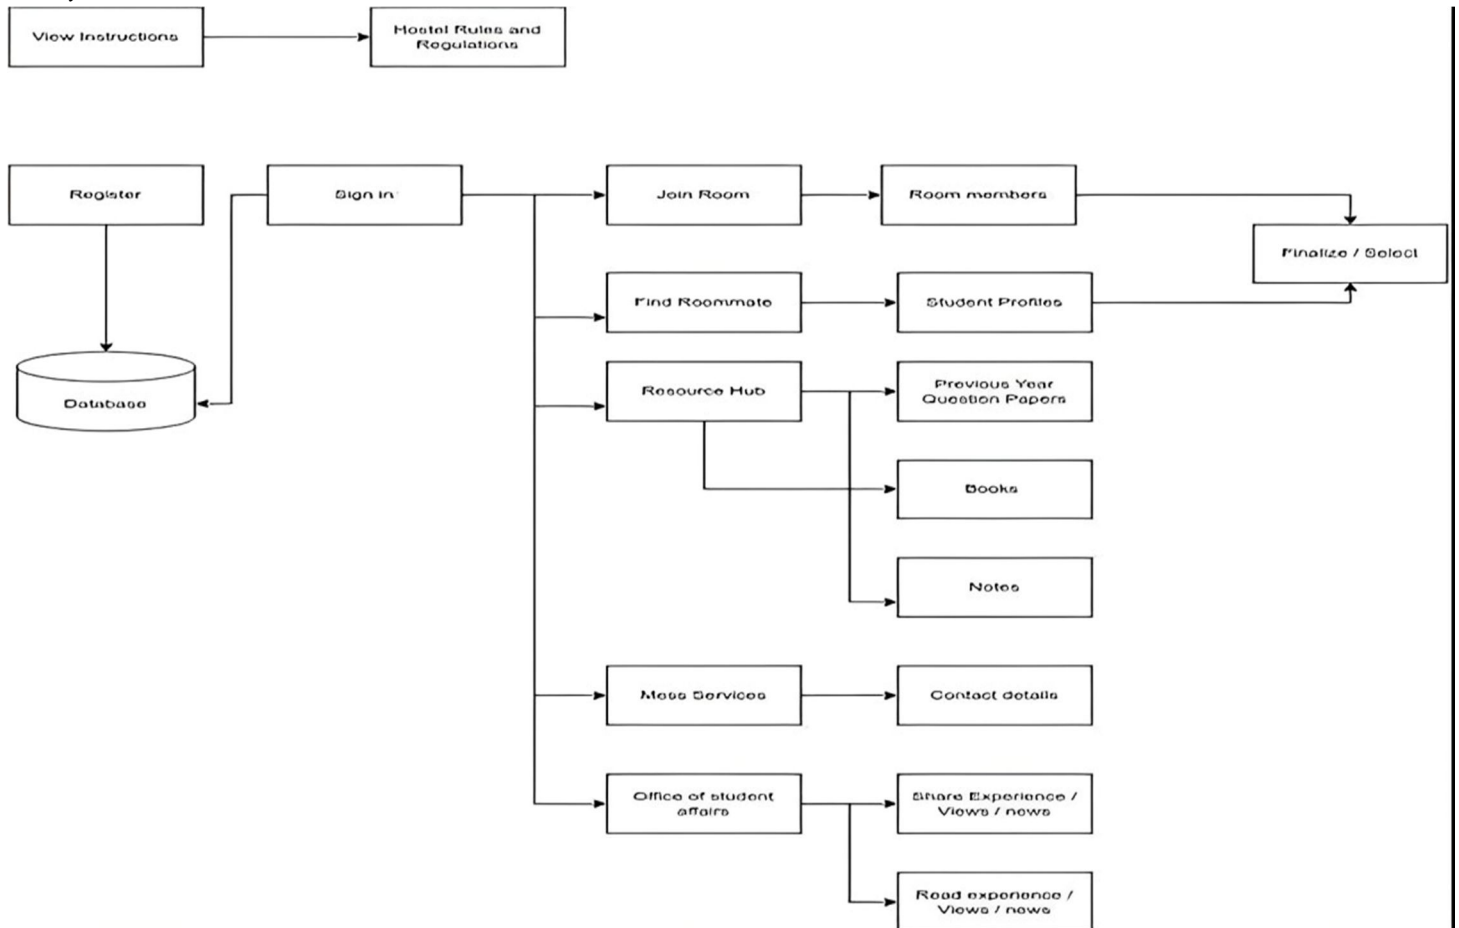 View Instructions
Hostel Rules and
Regulations
Register
Sign in
Join Room
Room members
Finalize / Select
Find Roommate
Student Profiles
Database
Resource Hub
Previous Year
Question Papers
Books
Notes
Mess Services
Contact details
Office of student
affairs
Share Experience /
Views / news
Read experience /
Views / news